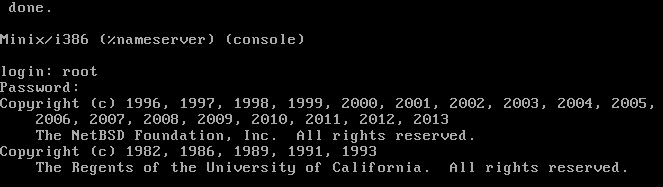 done.
Minix/i386 (%nameserver) (console)
login: root
Password:
Copyright (c) 1996, 1997, 1998, 1999, 2000, 2001, 2002, 2003, 2004, 2005,
2006, 2007, 2008, 2009, 2010, 2011, 2012, 2013
The NetBSD Foundation, Inc.  All rights reserved.
Copyright (c) 1982, 1986, 1989, 1991, 1993
The Regents of the University of California.  All rights reserved.